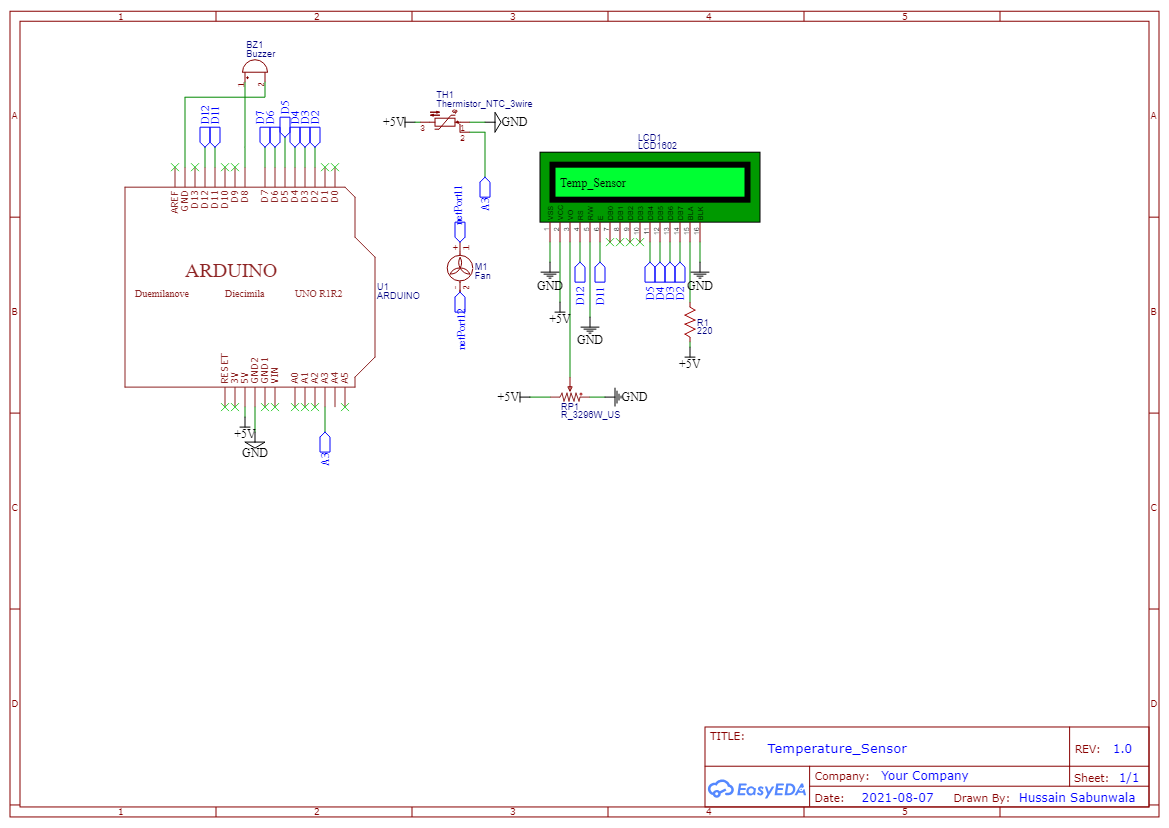 1 2 3 4 5
A A
B B
C C
D D
1 2 3 4 5
BZ1
Buzzer
1 + 2
D12 D11 D7 D6 D5 D4 D3 D2
AREF GND D13 D12 D11 D10 D9 D8 D7 D6 D5 D4 D3 D2 D1 D0
ARDUINO
Duemilanove Diecimila UNO R1R2
U1
ARDUINO
RESET 3V 5V GND2 GND1 VIN A0 A1 A2 A3 A4 A5
+5V
GND
A3
TH1
Thermistor_NTC_3wire
+5V 3 1 GND
2
A3
netPort11
+ 1
M1
Fan
- 2
netPort12
LCD1
LCD1602
Temp_Sensor
VSS VCC VO RS R/W E DB0 DB1 DB2 DB3 DB4 DB5 DB6 DB7 BLA BLK
1 2 3 4 5 6 7 8 9 10 11 12 13 14 15 16
GND D12 D11 D5 D4 D3 D2 GND
+5V
GND
R1
220
+5V
+5V GND
RP1
R_3296W_US
TITLE:
Temperature_Sensor
REV: 1.0
EasyEDA
Company: Your Company
Sheet: 1/1
Date: 2021-08-07 Drawn By: Hussain Sabunwala